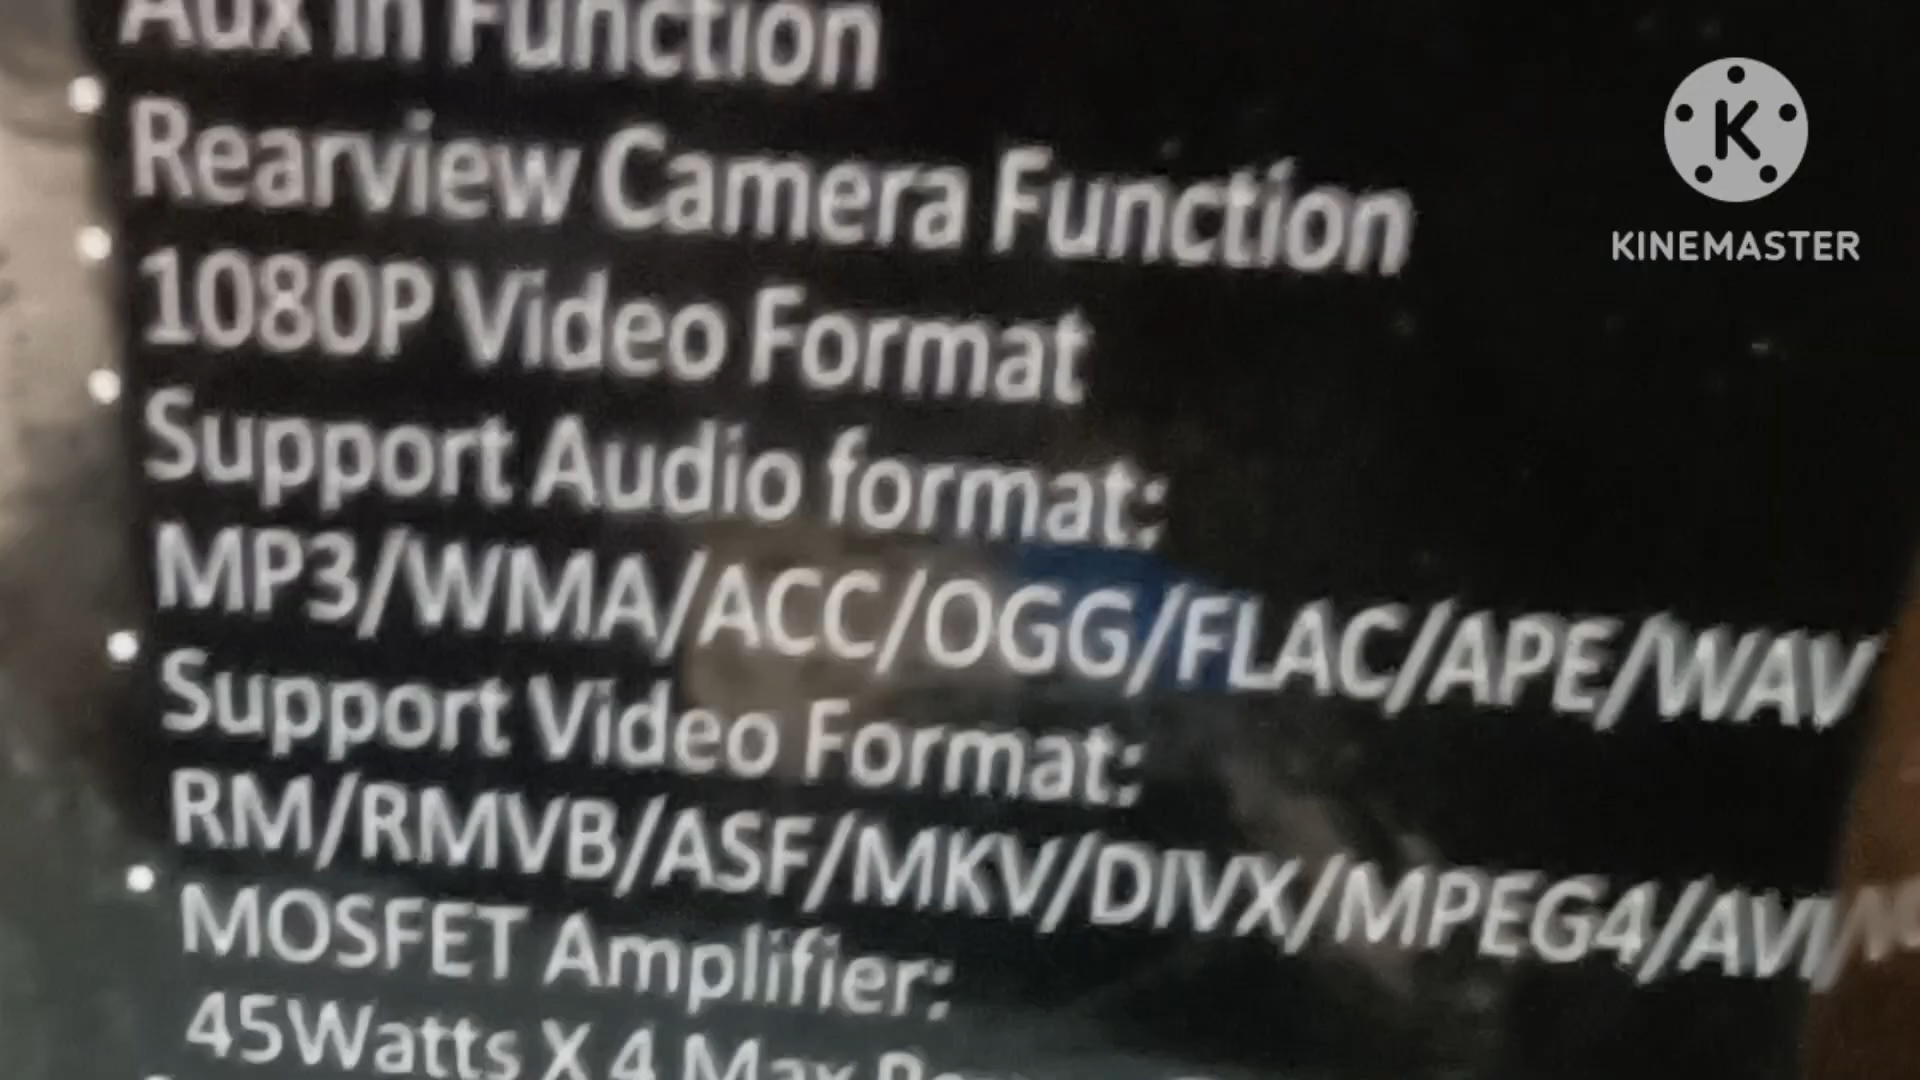 Aux in Function
Rearview Camera Function
1080P Video Format
Support Audio format:
MP3/WMA/ACC/OGG/FLAC/APE/WAV
Support Video Format:
RM/RMVB/ASF/MKV/DIVX/MPEG4/AVI/
MOSFET Amplifier:
45Watts X 4 Max
K
KINEMASTER